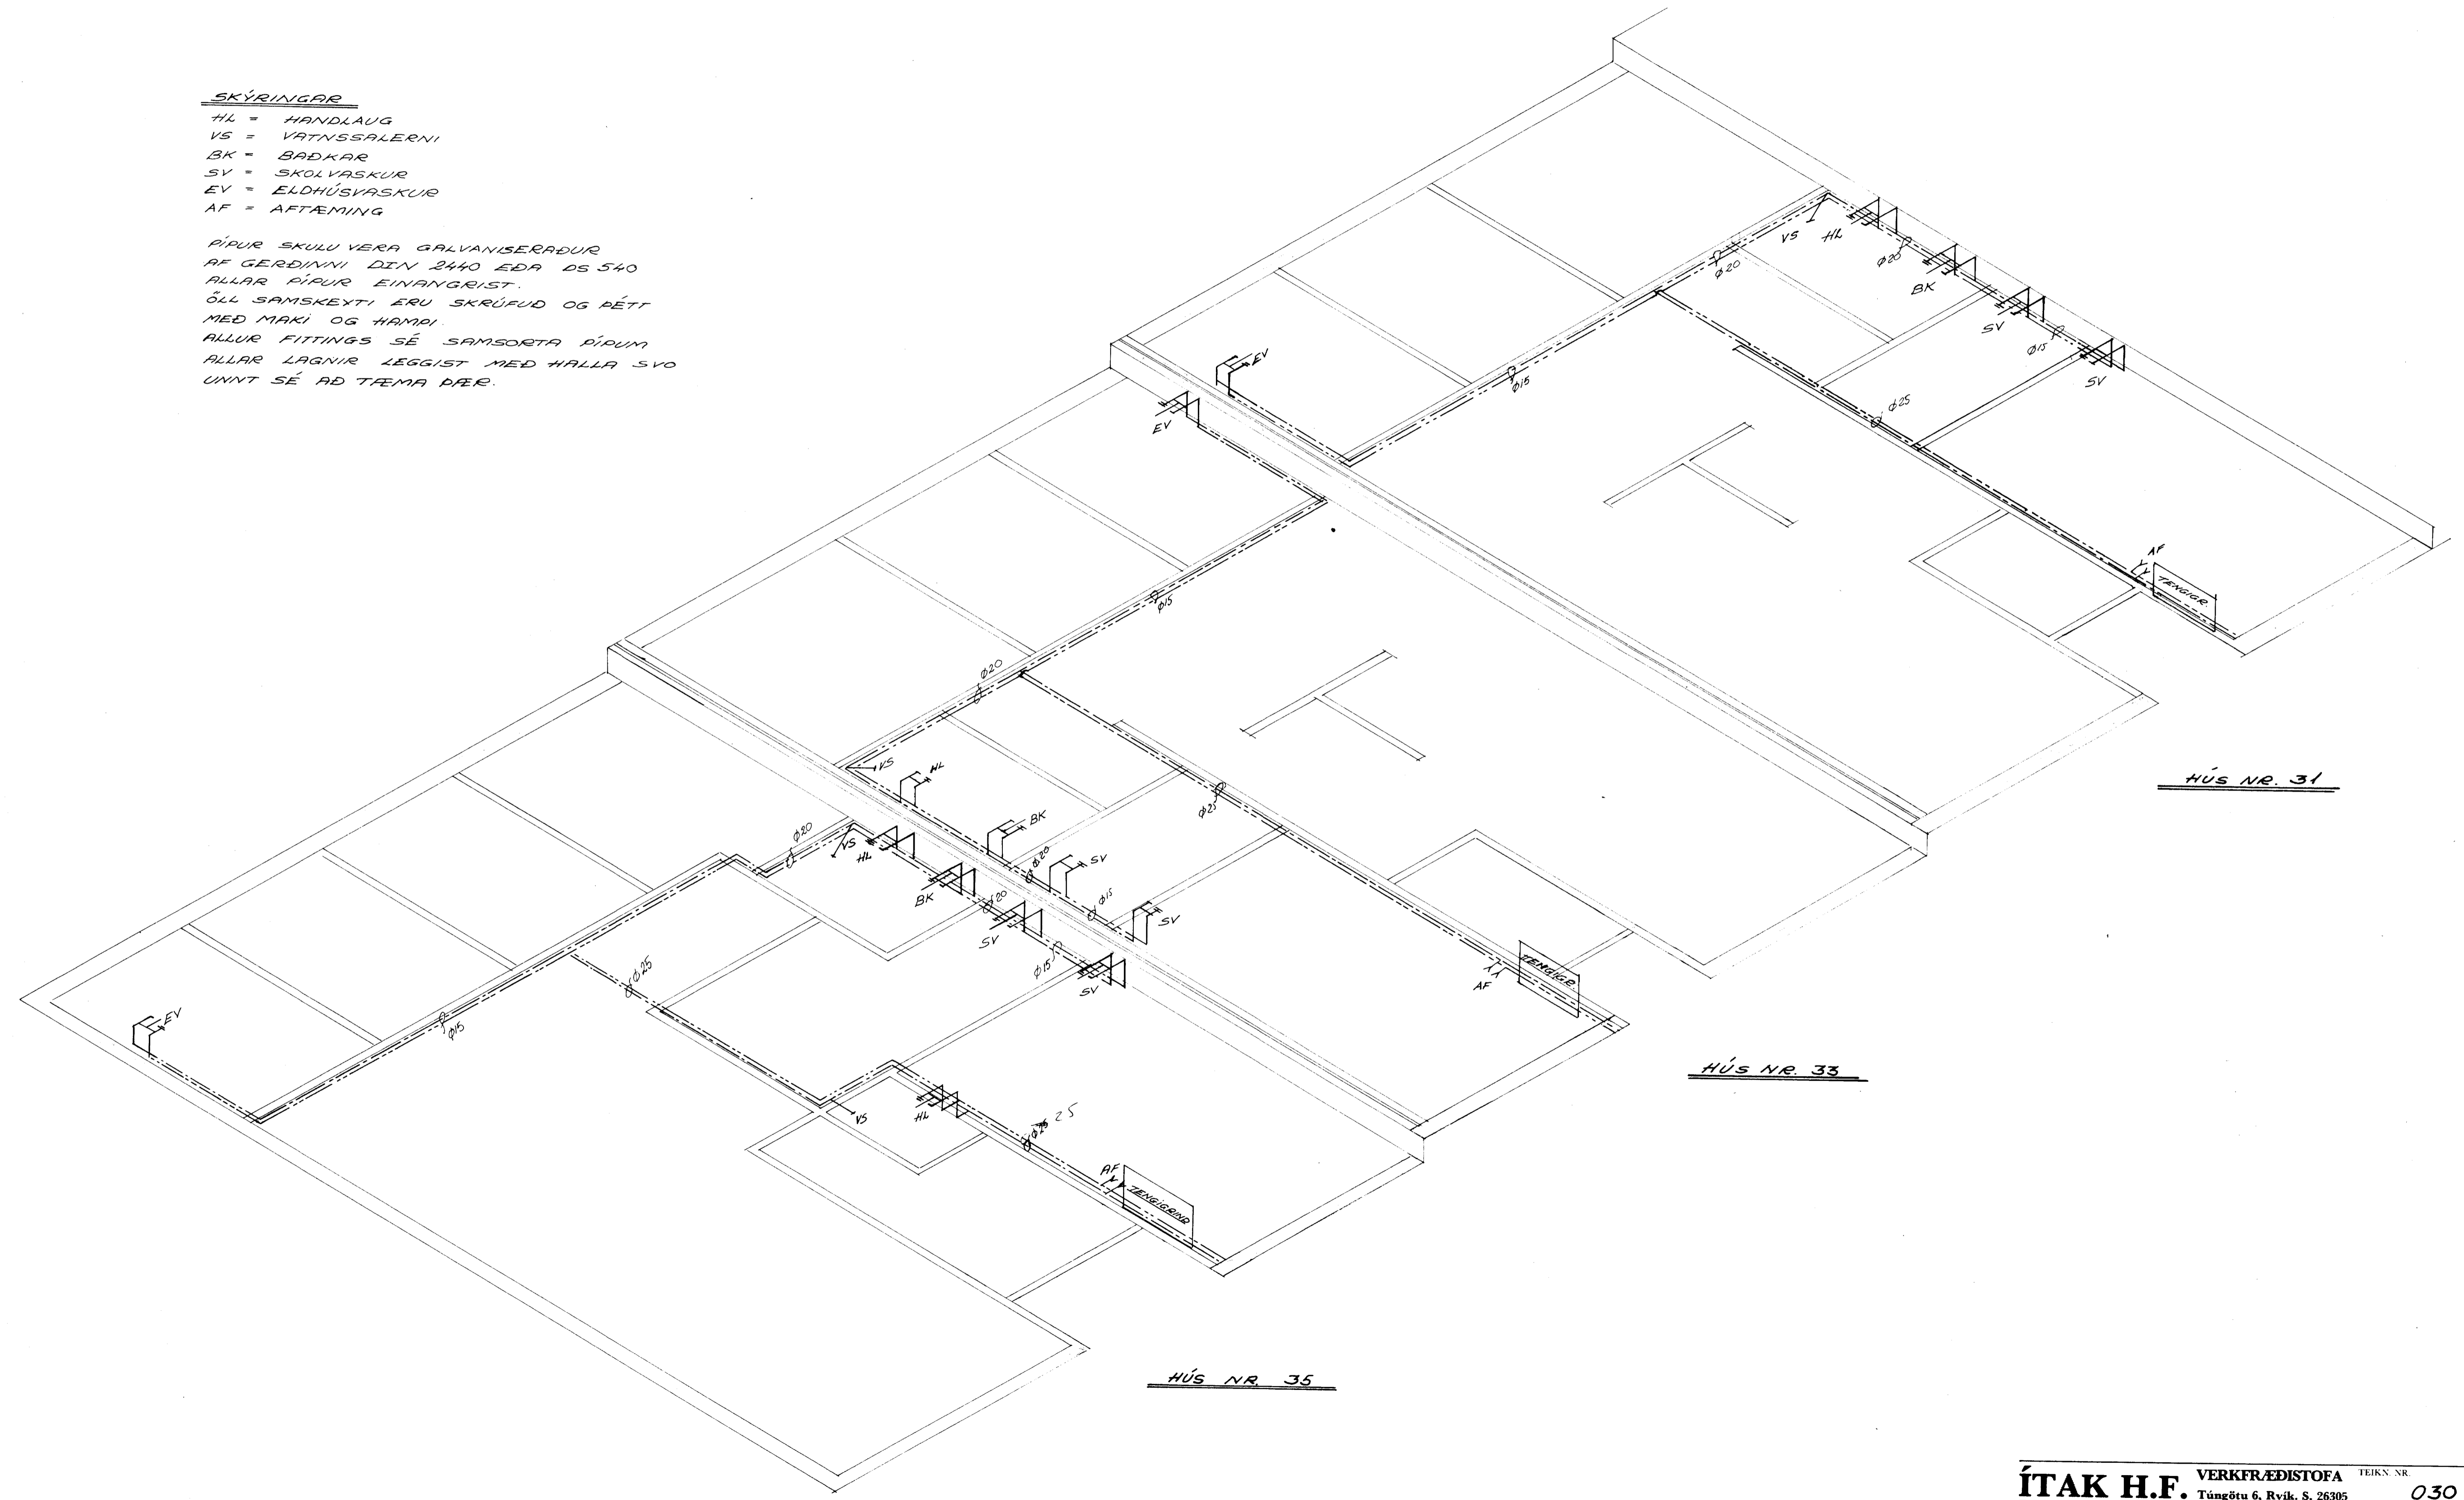 SKÝRINGAR
HL = HANDLAUG
VS = VATNSSALERNI
BK = BAÐKAR
SV = SKOLVASKUR
EV = ELDHÚSVASKUR
AF = AFTÆMING
PÍPUR SKULU VERA GALVANISERAÐUR
AF GERÐINNI DIN 2440 EÐA DS 540
ALLAR PÍPUR EINANGRIST.
ÖLL SAMSKEYTI ERU SKRÚFUÐ OG ÞÉTT
MEÐ MAKI OG HAMPI.
ALLUR FITTINGS SÉ SAMSORTA PÍPUM
ALLAR LAGNIR LEGGIST MEÐ HALLA SVO
UNNT SÉ AÐ TÆMA ÞÆR.
VS
HL
Ø20
Ø20
BK
SV
Ø15
SV
EV
Ø15
Ø25
AF
TENGIGR.
HÚS NR. 31
EV
Ø15
Ø20
VS
HL
BK
Ø20
SV
Ø15
SV
Ø25
TENGIGR.
AF
HÚS NR. 33
Ø20
VS
HL
BK
Ø20
SV
Ø15
SV
Ø25
EV
Ø15
VS
HL
25
AF
TENGIGRIND
HÚS NR. 35
ÍTAK H.F.
VERKFRÆÐISTOFA
Túngötu 6, Rvík. S. 26305
TEIKN. NR.
030